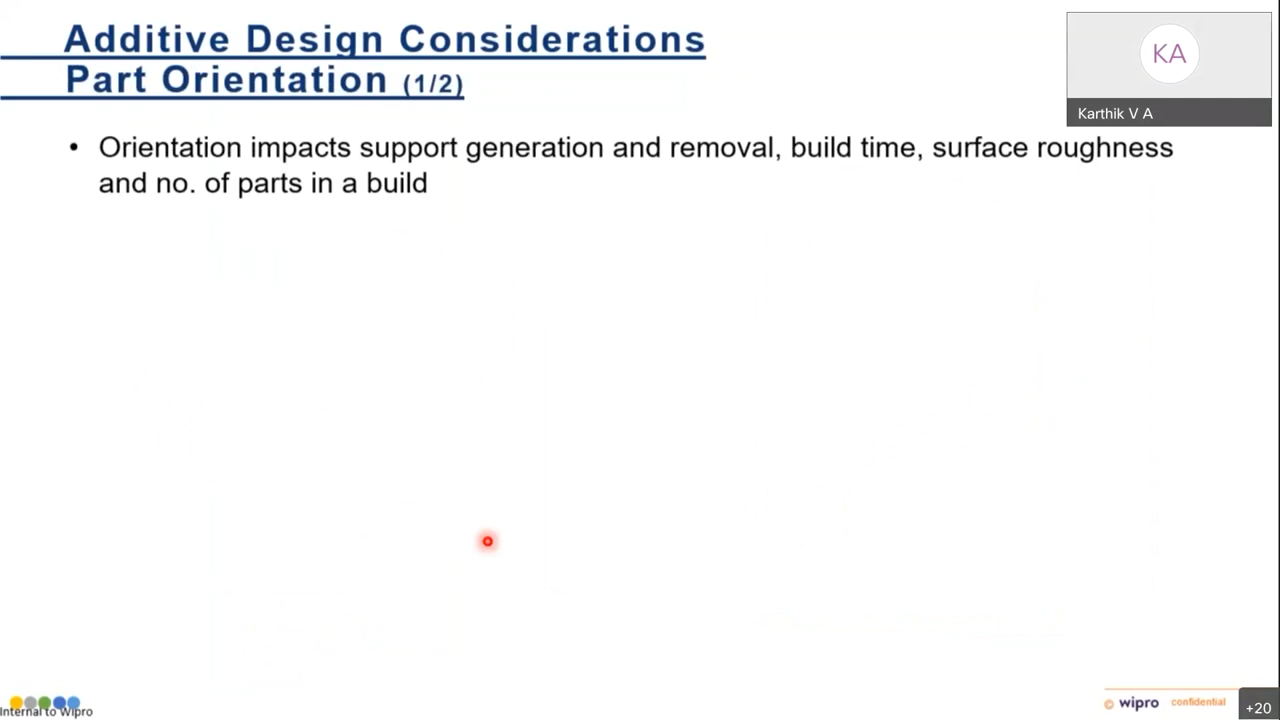 Additive Design Considerations
Part Orientation (1/2)
KA
Karthik V A
• Orientation impacts support generation and removal, build time, surface roughness
and no. of parts in a build
Internal to Wipro
© wipro confidential
+20